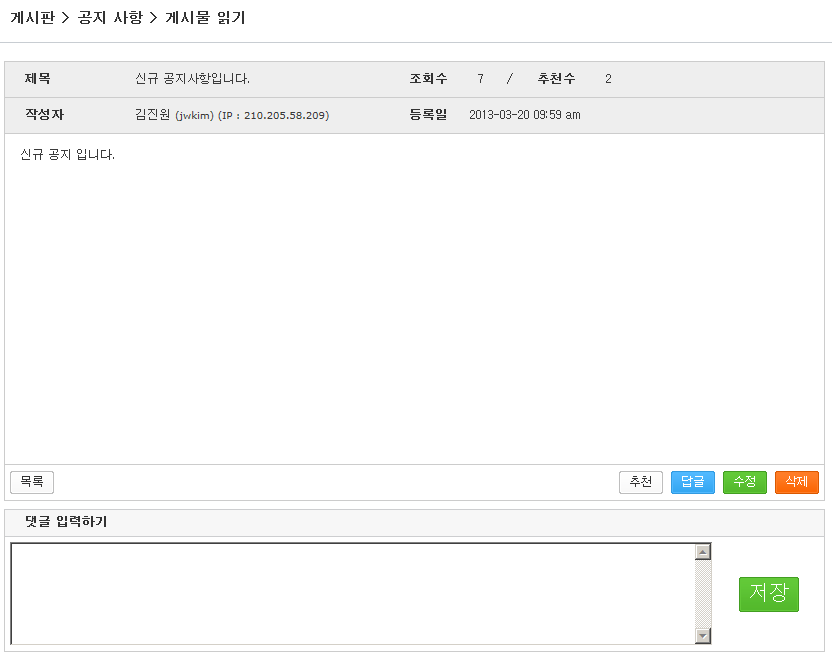 게시판 > 공지 사항 > 게시물 읽기
제목 신규 공지사항입니다. 조회수 7 / 추천수 2
작성자 김진원 (jwkim) (IP : 210.205.58.209) 등록일 2013-03-20 09:59 am
신규 공지 입니다.
목록 추천 답글 수정 삭제
댓글 입력하기
저장